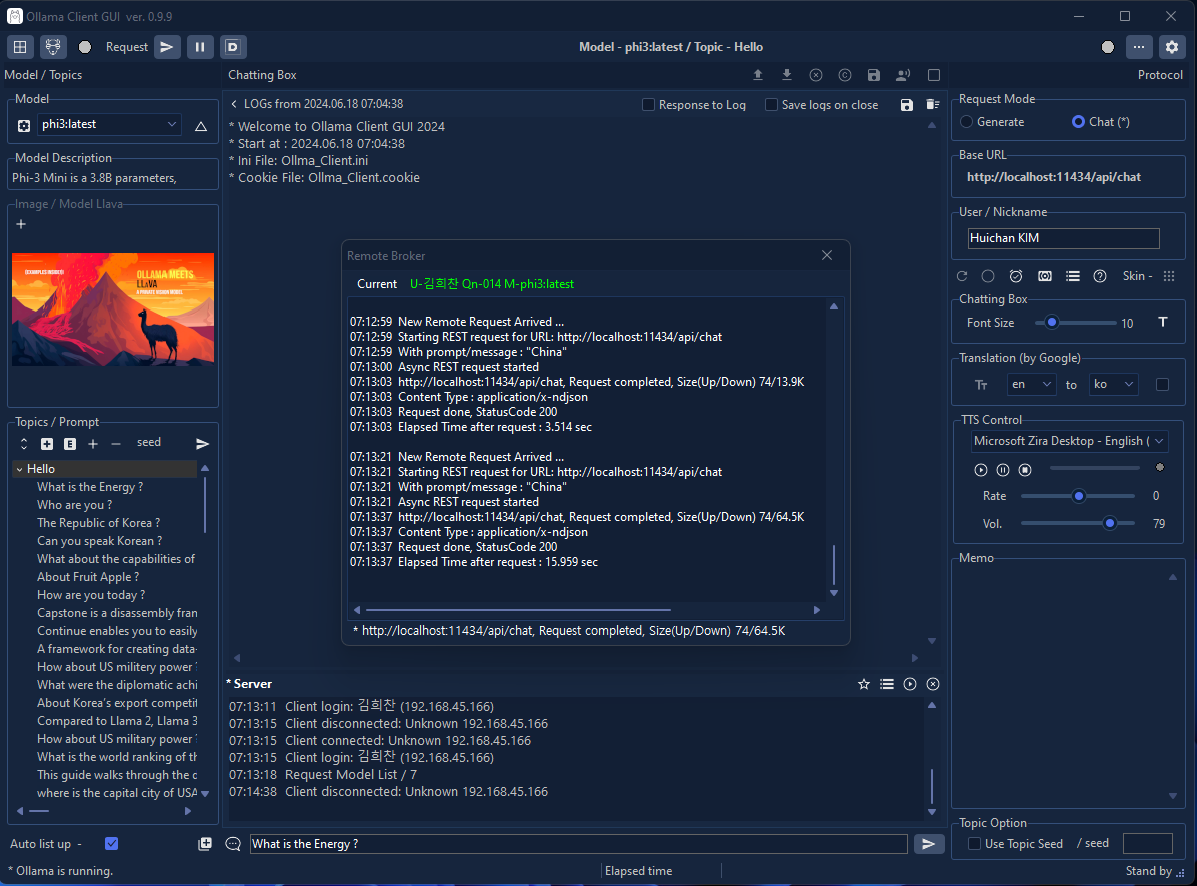 Ollama Client GUI ver. 0.9.9
Request
Model - phi3:latest / Topic - Hello
Model / Topics
Chatting Box
Protocol
Model
phi3:latest
Model Description
Phi-3 Mini is a 3.8B parameters,
Image / Model Llava
(EXAMPLES INSIDE!)
OLLAMA MEETS
LLaVA
A PRIVATE VISION MODEL
Topics / Prompt
seed
Hello
What is the Energy ?
Who are you ?
The Republic of Korea ?
Can you speak Korean ?
What about the capabilities of
About Fruit Apple ?
How are you today ?
Capstone is a disassembly fran
Continue enables you to easily
A framework for creating data-
How about US militery power ?
What were the diplomatic achi
About Korea's export competit
Compared to Llama 2, Llama 3
How about US military power ?
What is the world ranking of th
This guide walks through the c
where is the capital city of USA
Auto list up -
* Ollama is running.
LOGs from 2024.06.18 07:04:38
Response to Log
Save logs on close
* Welcome to Ollama Client GUI 2024
* Start at : 2024.06.18 07:04:38
* Ini File: Ollma_Client.ini
* Cookie File: Ollma_Client.cookie
Remote Broker
Current U-김희찬 Qn-014 M-phi3:latest
07:12:59 New Remote Request Arrived ...
07:12:59 Starting REST request for URL: http://localhost:11434/api/chat
07:12:59 With prompt/message : "China"
07:13:00 Async REST request started
07:13:03 http://localhost:11434/api/chat, Request completed, Size(Up/Down) 74/13.9K
07:13:03 Content Type : application/x-ndjson
07:13:03 Request done, StatusCode 200
07:13:03 Elapsed Time after request : 3.514 sec
07:13:21 New Remote Request Arrived ...
07:13:21 Starting REST request for URL: http://localhost:11434/api/chat
07:13:21 With prompt/message : "China"
07:13:21 Async REST request started
07:13:37 http://localhost:11434/api/chat, Request completed, Size(Up/Down) 74/64.5K
07:13:37 Content Type : application/x-ndjson
07:13:37 Request done, StatusCode 200
07:13:37 Elapsed Time after request : 15.959 sec
* http://localhost:11434/api/chat, Request completed, Size(Up/Down) 74/64.5K
* Server
07:13:11 Client login: 김희찬 (192.168.45.166)
07:13:15 Client disconnected: Unknown 192.168.45.166
07:13:15 Client connected: Unknown 192.168.45.166
07:13:15 Client login: 김희찬 (192.168.45.166)
07:13:18 Request Model List / 7
07:14:38 Client disconnected: Unknown 192.168.45.166
What is the Energy ?
Elapsed time
Request Mode
Generate
Chat (*)
Base URL
http://localhost:11434/api/chat
User / Nickname
Huichan KIM
Skin -
Chatting Box
Font Size
10
T
Translation (by Google)
Tт
en
to
ko
TTS Control
Microsoft Zira Desktop - English (
Rate
0
Vol.
79
Memo
Topic Option
Use Topic Seed
/ seed
Stand by